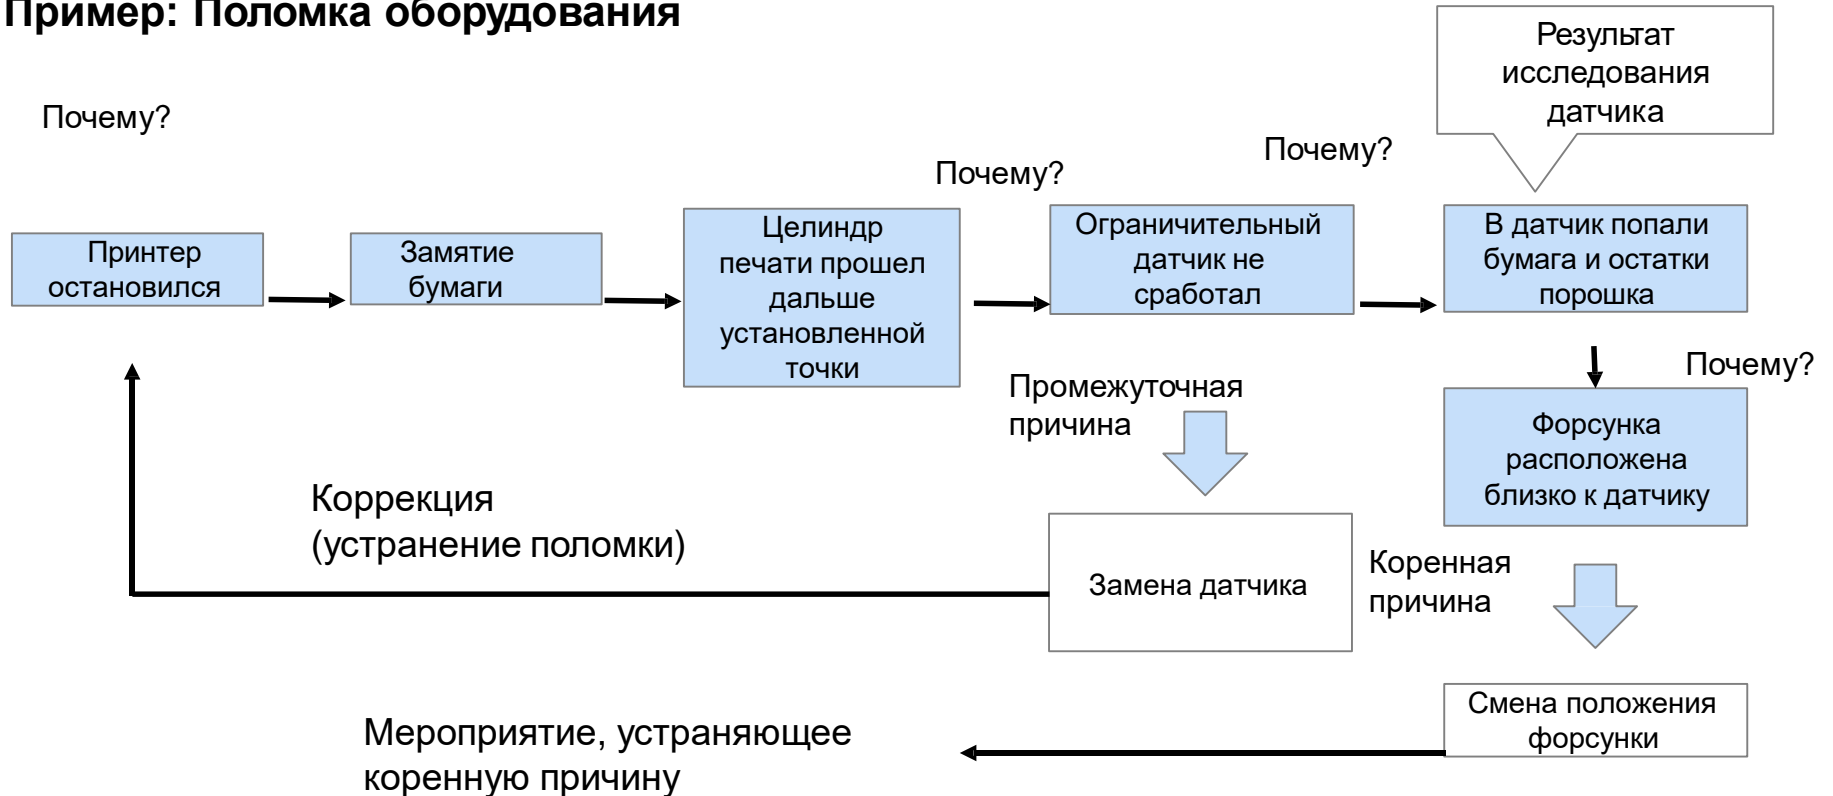 Пример: Поломка оборудования
Результат
исследования
датчика
Почему?
Почему?
Почему?
Принтер
остановился
Замятие
бумаги
Целиндр
печати прошел
дальше
установленной
точки
Ограничительный
датчик не
сработал
В датчик попали
бумага и остатки
порошка
Почему?
Промежуточная
причина
Форсунка
расположена
близко к датчику
Коррекция
(устранение поломки)
Замена датчика
Коренная
причина
Смена положения
форсунки
Мероприятие, устраняющее
коренную причину